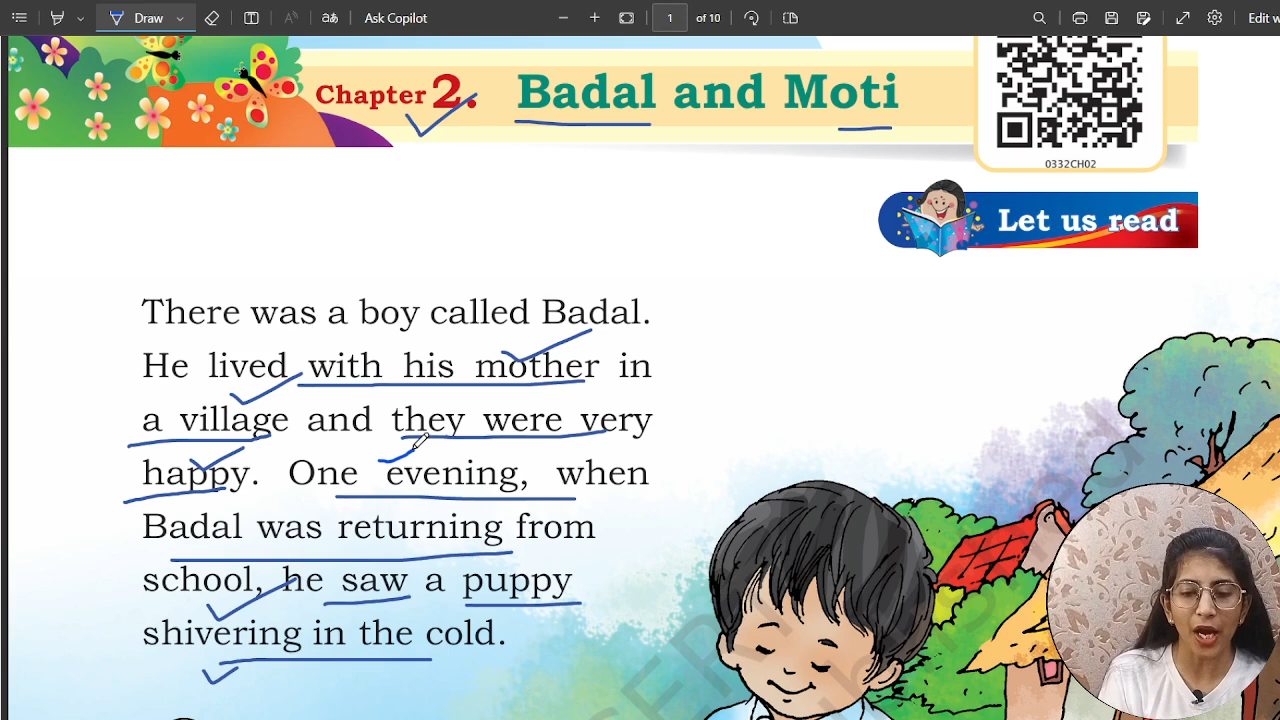 Draw
Ask Copilot
1 of 10
Chapter 2. Badal and Moti
0332CH02
Let us read
There was a boy called Badal.
He lived with his mother in
a village and they were very
happy. One evening, when
Badal was returning from
school, he saw a puppy
shivering in the cold.